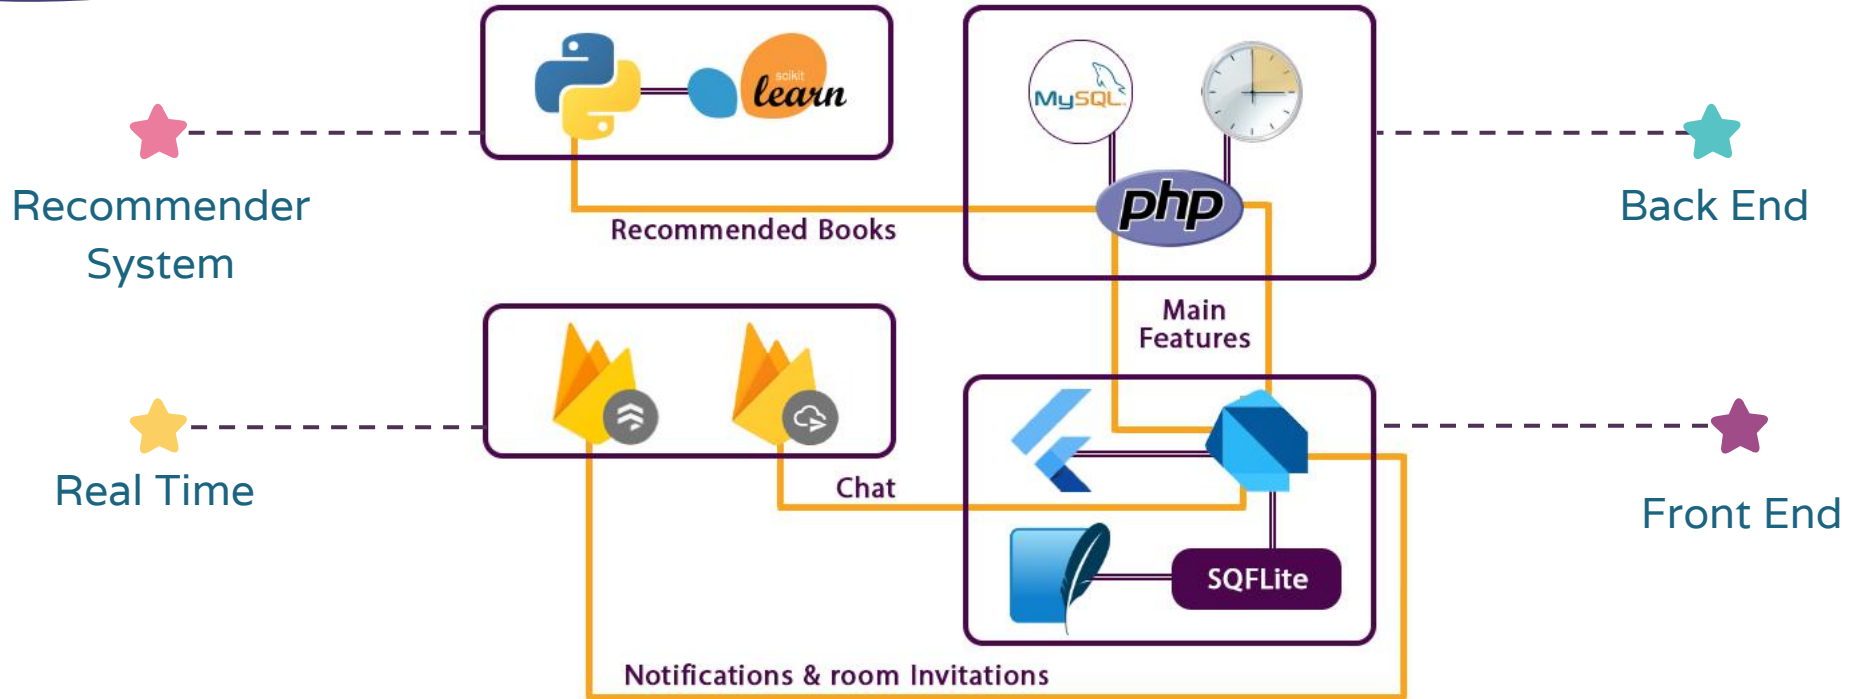 scikit
learn
MySQL
php
Recommender
System
Back End
Recommended Books
Main
Features
Real Time
Chat
Front End
SQFLite
Notifications & room Invitations